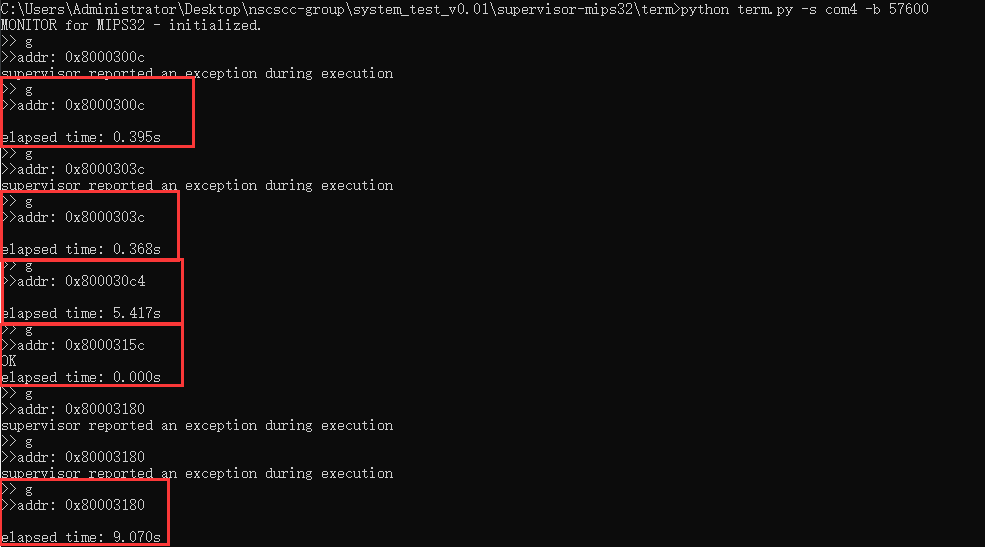 C:\Users\Administrator\Desktop\nscscc-group\system_test_v0.01\supervisor-mips32\term>python term.py -s com4 -b 57600
MONITOR for MIPS32 - initialized.
>> g
>>addr: 0x8000300c
supervisor reported an exception during execution
>> g
>>addr: 0x8000300c
elapsed time: 0.395s
>> g
>>addr: 0x8000303c
supervisor reported an exception during execution
>> g
>>addr: 0x8000303c
elapsed time: 0.368s
>> g
>>addr: 0x800030c4
elapsed time: 5.417s
>> g
>>addr: 0x8000315c
OK
elapsed time: 0.000s
>> g
>>addr: 0x80003180
supervisor reported an exception during execution
>> g
>>addr: 0x80003180
supervisor reported an exception during execution
>> g
>>addr: 0x80003180
elapsed time: 9.070s